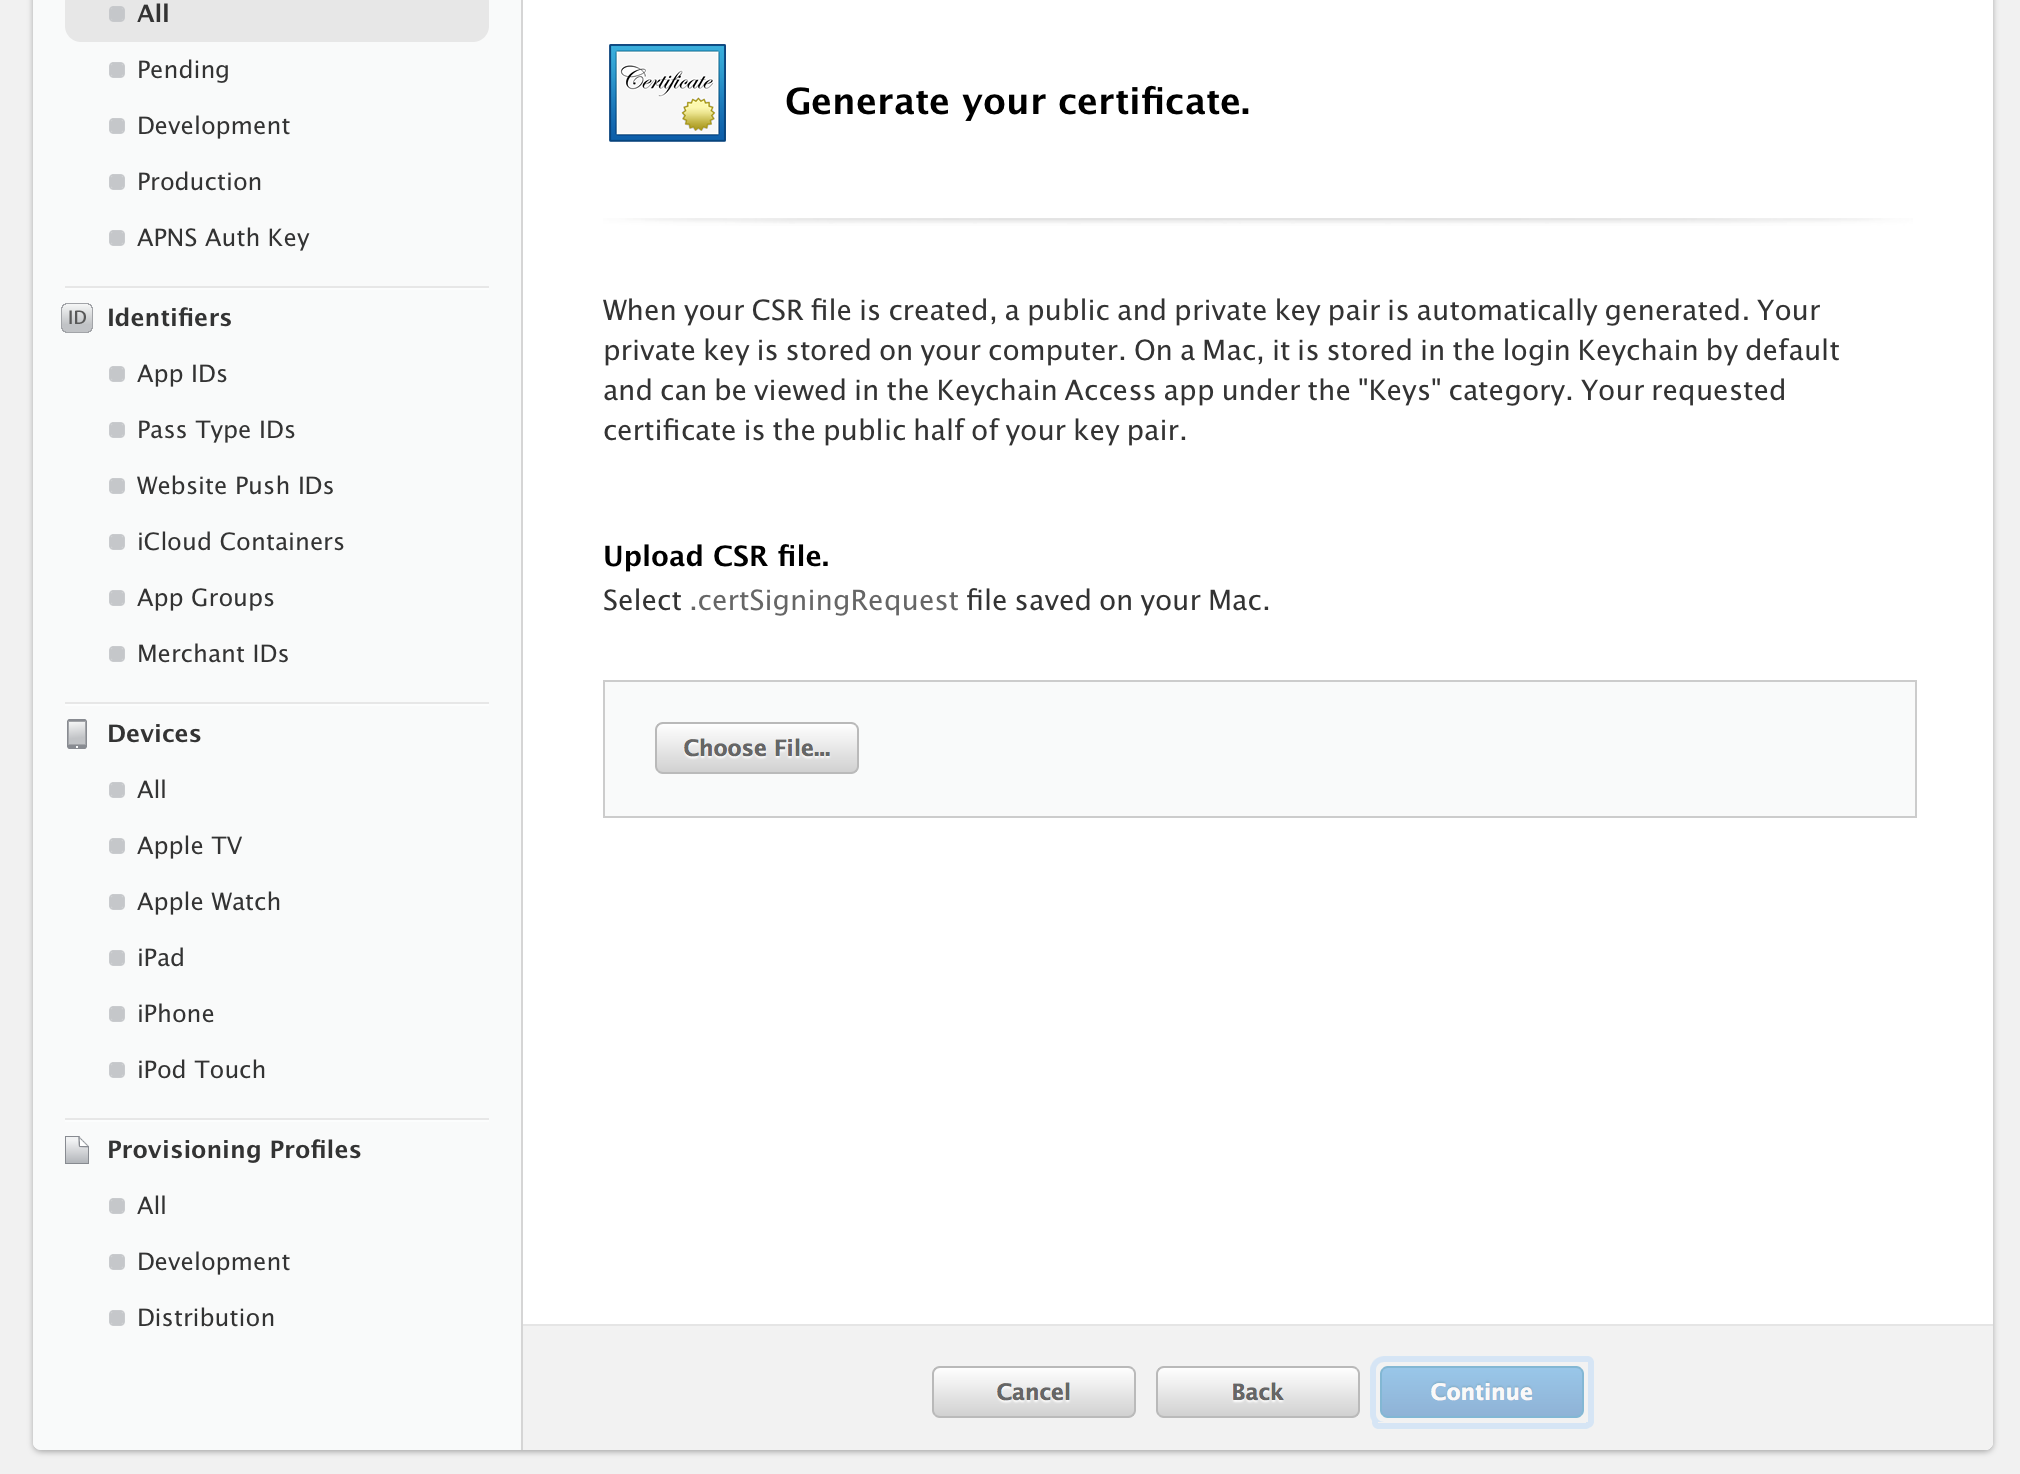 All
Pending
Development
Production
APNS Auth Key
ID Identifiers
App IDs
Pass Type IDs
Website Push IDs
iCloud Containers
App Groups
Merchant IDs
Devices
All
Apple TV
Apple Watch
iPad
iPhone
iPod Touch
Provisioning Profiles
All
Development
Distribution
Certificate
Generate your certificate.
When your CSR file is created, a public and private key pair is automatically generated. Your
private key is stored on your computer. On a Mac, it is stored in the login Keychain by default
and can be viewed in the Keychain Access app under the "Keys" category. Your requested
certificate is the public half of your key pair.
Upload CSR file.
Select .certSigningRequest file saved on your Mac.
Choose File...
Cancel
Back
Continue